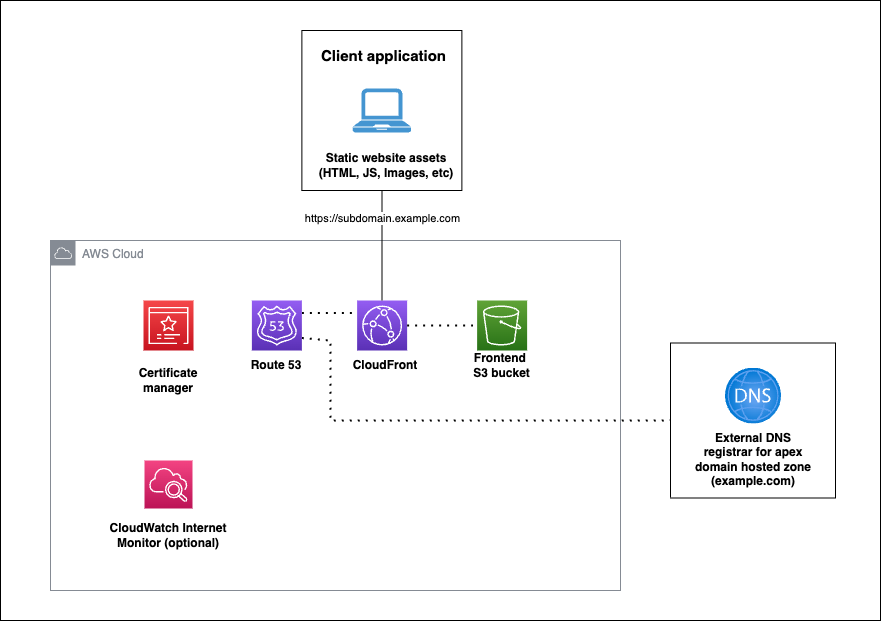 Client application
Static website assets
(HTML, JS, Images, etc)
https://subdomain.example.com
AWS Cloud
53
Certificate
manager
Route 53
CloudFront
Frontend
S3 bucket
DNS
External DNS
registrar for apex
domain hosted zone
(example.com)
CloudWatch Internet
Monitor (optional)